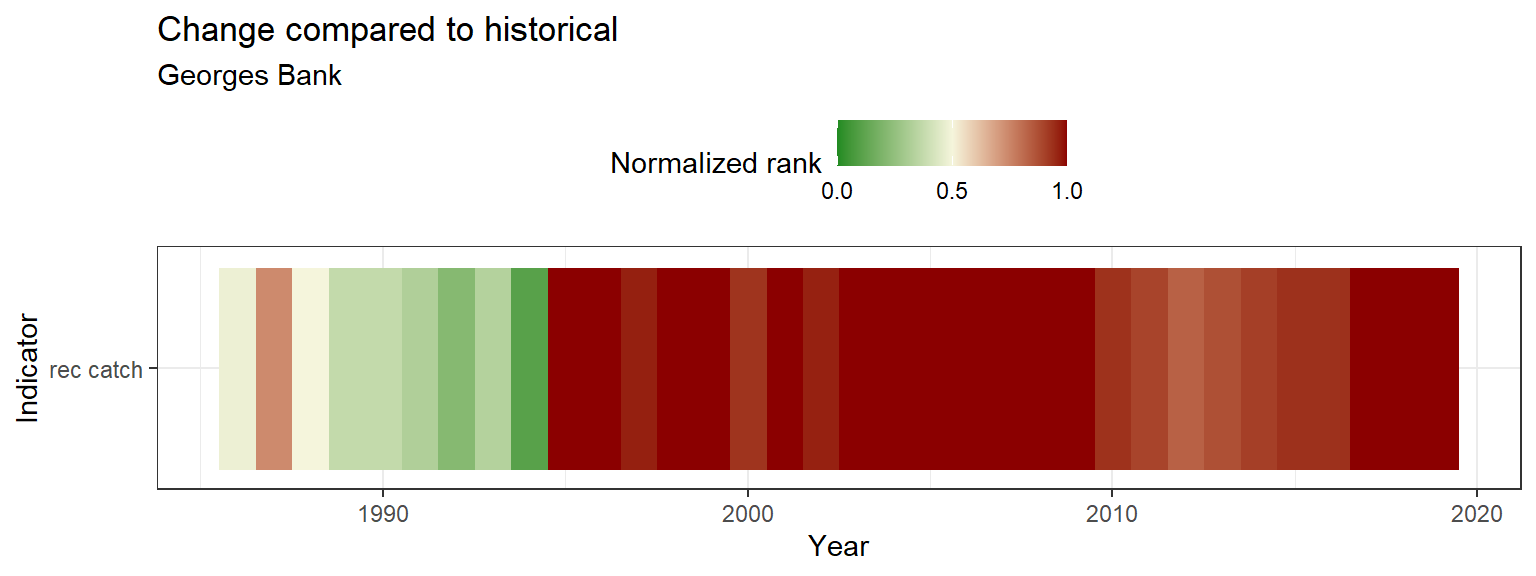 Change compared to historical
Georges Bank
Normalized rank
0.0 0.5 1.0
Indicator
rec catch
1990 2000 2010 2020
Year